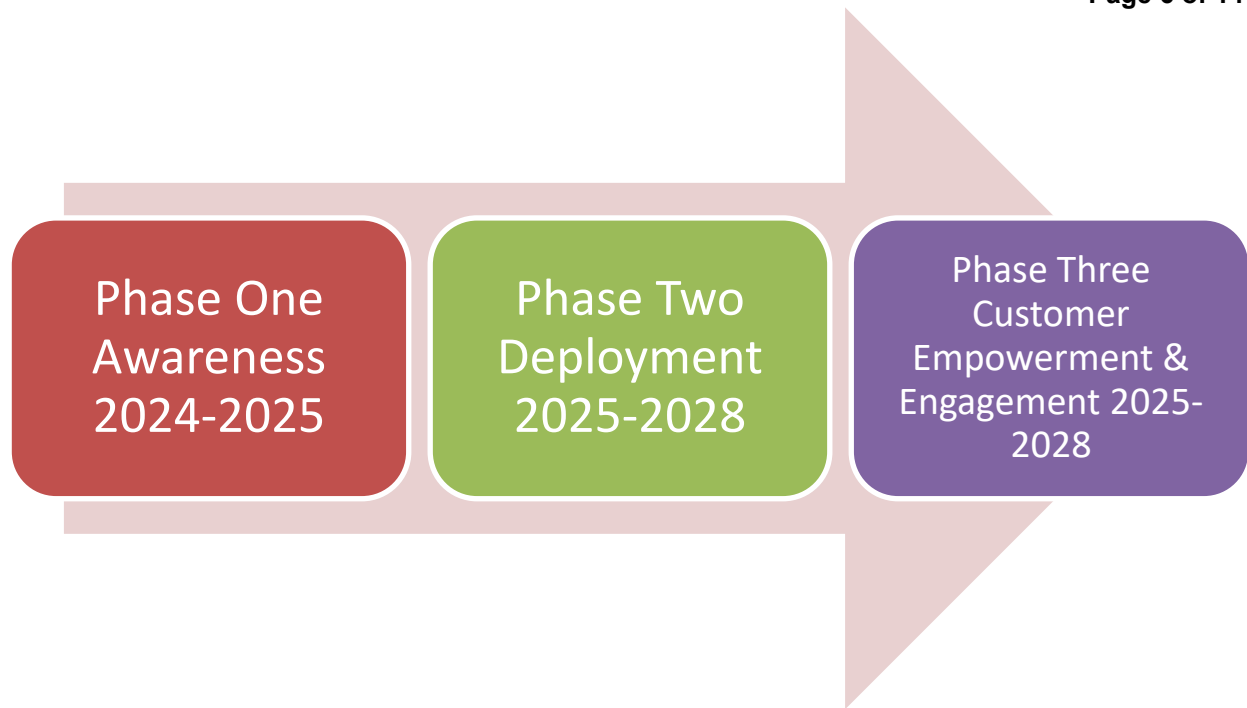 Phase One
Awareness
2024-2025
Phase Two
Deployment
2025-2028
Phase Three
Customer
Empowerment &
Engagement 2025-
2028